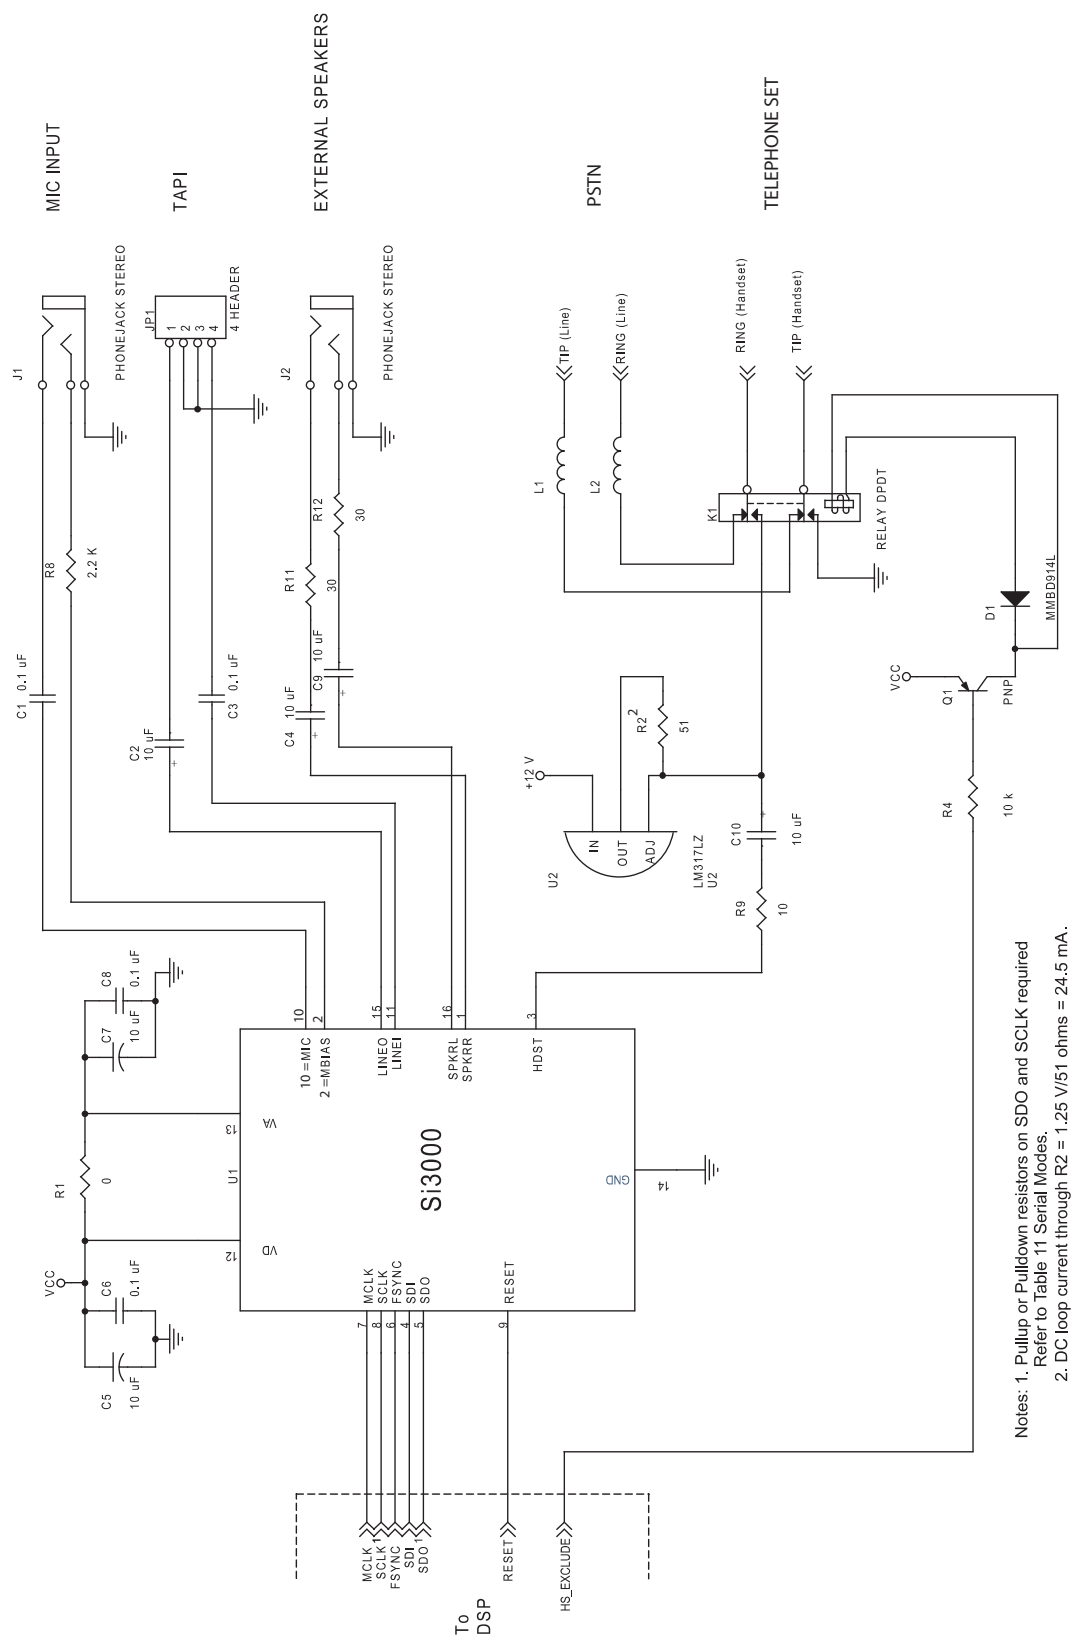 MIC INPUT
TAPI
EXTERNAL SPEAKERS
PSTN
TELEPHONE SET
J1
PHONEJACK STEREO
JP1
1
2
3
4
4 HEADER
J2
PHONEJACK STEREO
TIP (Line)
RING (Line)
RING (Handset)
TIP (Handset)
R8
2.2 K
R11
30
R12
30
L1
L2
K1
RELAY DPDT
C1
0.1 uF
C2
10 uF
+
C3
0.1 uF
C4
10 uF
+
C9
10 uF
+
D1
MMBD914L
VCC
Q1
PNP
+12 V
R2 2
51
U2
IN
OUT
ADJ
LM317LZ
U2
C10
+
10 uF
R9
10
R4
10 k
C7
10 uF
C8
0.1 uF
R1
0
VCC
C6
0.1 uF
C5
10 uF
10
2
15
11
16
1
3
10 =MIC
2 =MBIAS
LINEO
LINEI
SPKRL
SPKRR
HDST
13
VA
U1
Si3000
GND
14
12
VD
MCLK
SCLK
FSYNC
SDI
SDO
RESET
7
8
6
4
5
9
MCLK
SCLK 1
FSYNC
SDI
SDO 1
RESET
HS_EXCLUDE
To
DSP
Notes: 1. Pullup or Pulldown resistors on SDO and SCLK required
Refer to Table 11 Serial Modes.
2. DC loop current through R2 = 1.25 V/51 ohms = 24.5 mA.